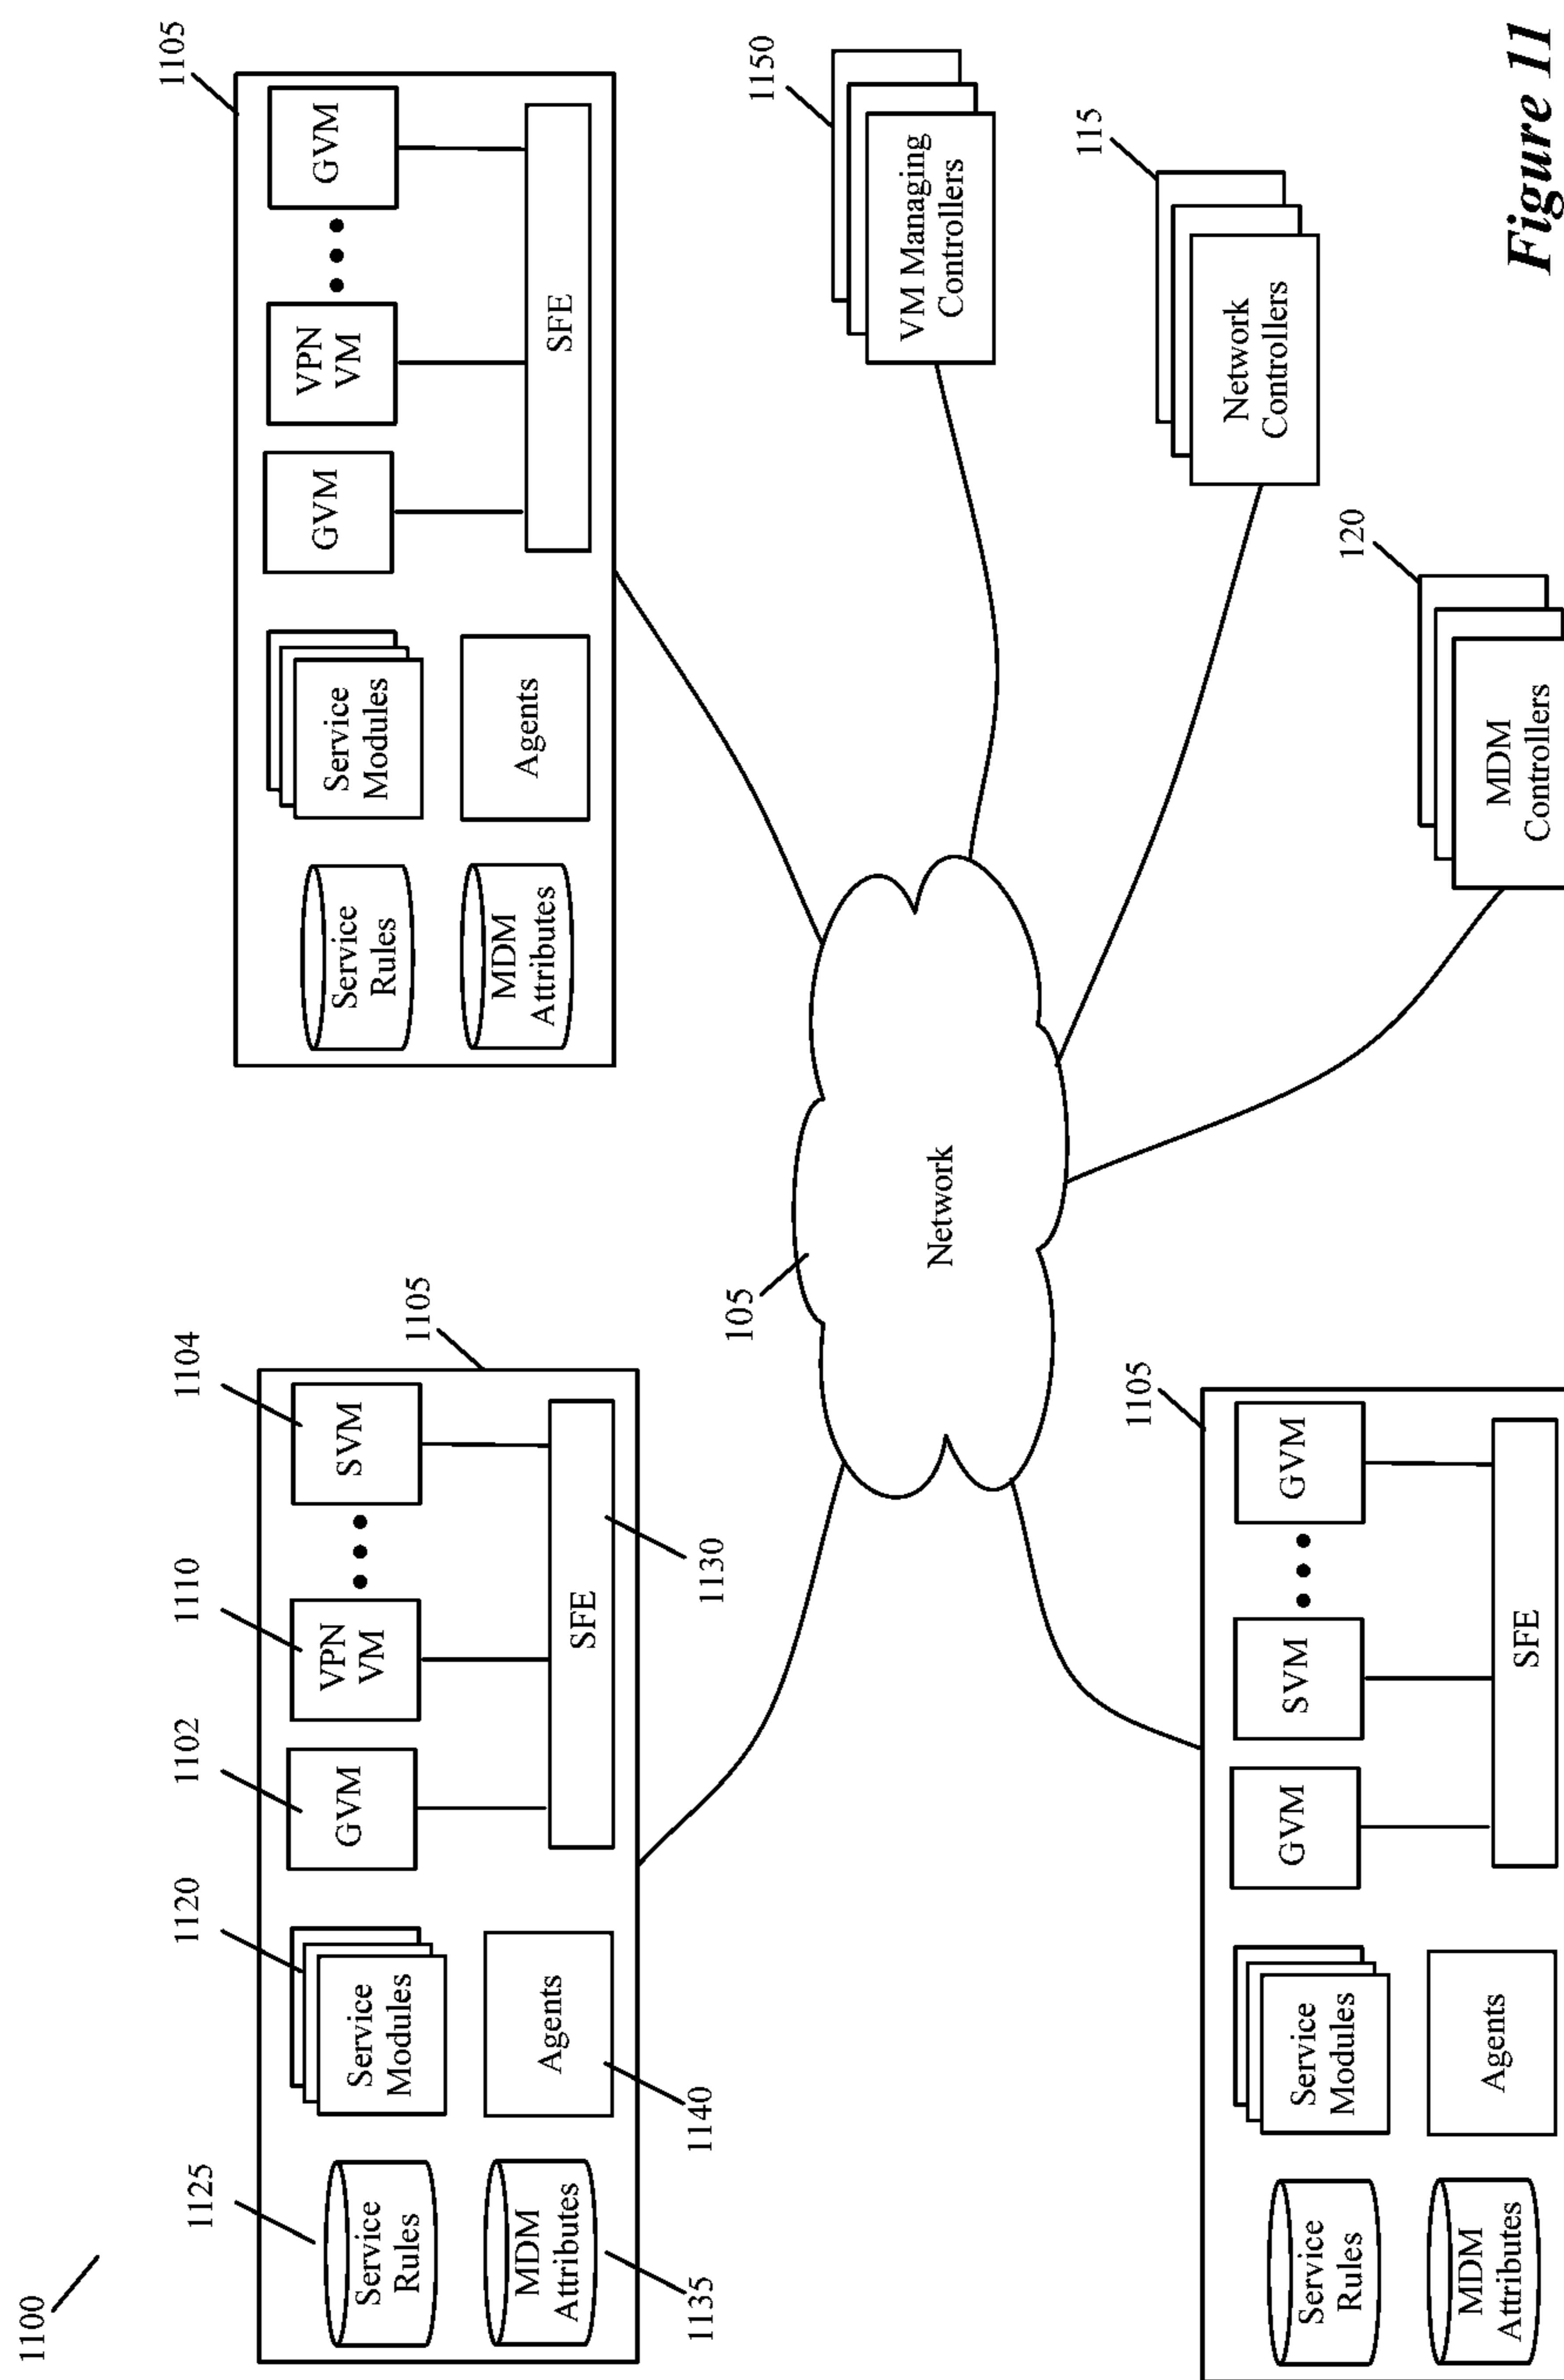 1100
1125
1120
1102
1110
1104
1105
Service
Rules
Service
Modules
GVM
VPN
VM
SVM
MDM
Attributes
Agents
SFE
1135
1140
1130
1105
Service
Rules
Service
Modules
GVM
VPN
VM
GVM
MDM
Attributes
Agents
SFE
105
Network
1150
VM Managing
Controllers
115
Network
Controllers
120
MDM
Controllers
1105
Service
Rules
Service
Modules
GVM
SVM
GVM
MDM
Attributes
Agents
SFE
Figure 11